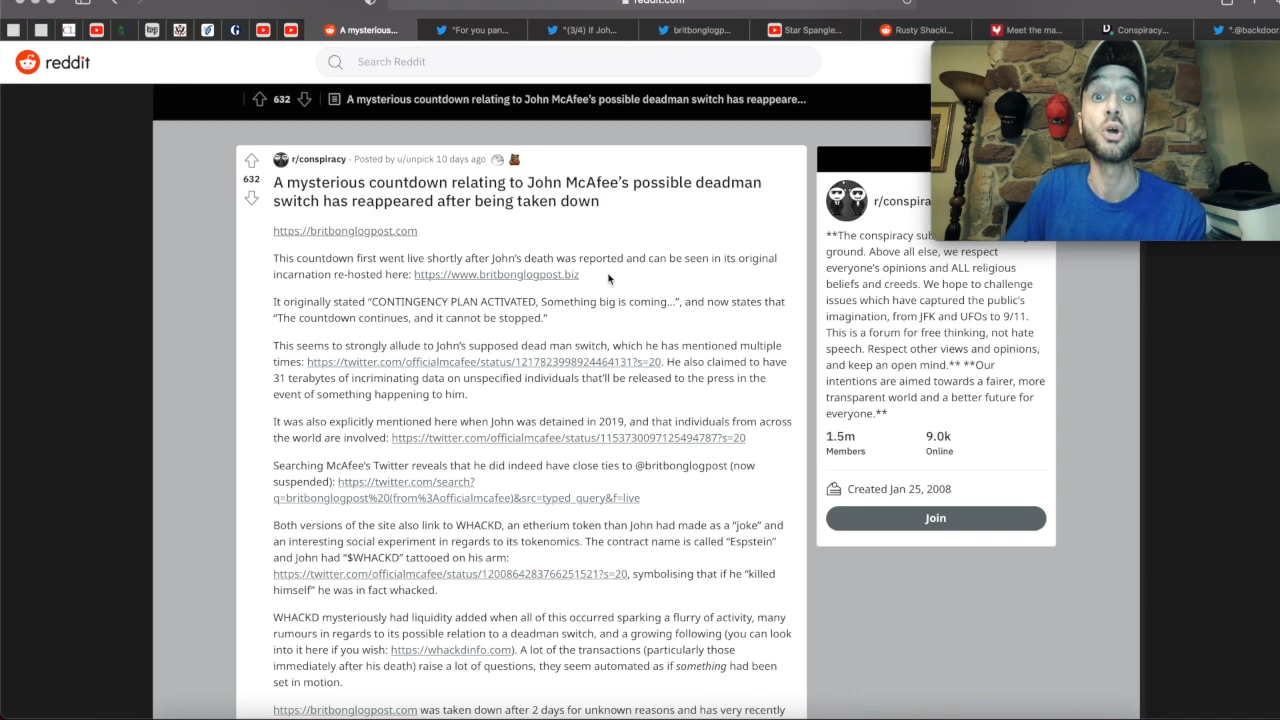 reddit.com
A mysterious...
"For you pan...
"(3/4) If Joh...
britbonglogp...
Star Spangle...
Rusty Shackl...
Meet the ma...
Conspiracy...
".@backdoor
reddit
Search Reddit
632
A mysterious countdown relating to John McAfee's possible deadman switch has reappeare...
r/conspiracy · Posted by u/unpick 10 days ago
632
A mysterious countdown relating to John McAfee's possible deadman
switch has reappeared after being taken down
https://britbonglogpost.com
This countdown first went live shortly after John's death was reported and can be seen in its original
incarnation re-hosted here: https://www.britbonglogpost.biz
It originally stated "CONTINGENCY PLAN ACTIVATED, Something big is coming...", and now states that
"The countdown continues, and it cannot be stopped."
This seems to strongly allude to John's supposed dead man switch, which he has mentioned multiple
times: https://twitter.com/officialmcafee/status/1217823998924464131?s=20. He also claimed to have
31 terabytes of incriminating data on unspecified individuals that'll be released to the press in the
event of something happening to him.
It was also explicitly mentioned here when John was detained in 2019, and that individuals from across
the world are involved: https://twitter.com/officialmcafee/status/1153730097125494787?s=20
Searching McAfee's Twitter reveals that he did indeed have close ties to @britbonglogpost (now
suspended): https://twitter.com/search?
q=britbonglogpost%20(from%3Aofficialmcafee)&src=typed_query&f=live
Both versions of the site also link to WHACKD, an etherium token than John had made as a "joke" and
an interesting social experiment in regards to its tokenomics. The contract name is called "Espstein"
and John had "$WHACKD" tattooed on his arm:
https://twitter.com/officialmcafee/status/1200864283766251521?s=20, symbolising that if he "killed
himself" he was in fact whacked.
WHACKD mysteriously had liquidity added when all of this occurred sparking a flurry of activity, many
rumours in regards to its possible relation to a deadman switch, and a growing following (you can look
into it here if you wish: https://whackdinfo.com). A lot of the transactions (particularly those
immediately after his death) raise a lot of questions, they seem automated as if something had been
set in motion.
https://britbonglogpost.com was taken down after 2 days for unknown reasons and has very recently
r/conspira
**The conspiracy su
ground. Above all else, we respect
everyone's opinions and ALL religious
beliefs and creeds. We hope to challenge
issues which have captured the public's
imagination, from JFK and UFOs to 9/11.
This is a forum for free thinking, not hate
speech. Respect other views and opinions,
and keep an open mind.** **Our
intentions are aimed towards a fairer, more
transparent world and a better future for
everyone.**
1.5m 9.0k
Members Online
Created Jan 25, 2008
Join